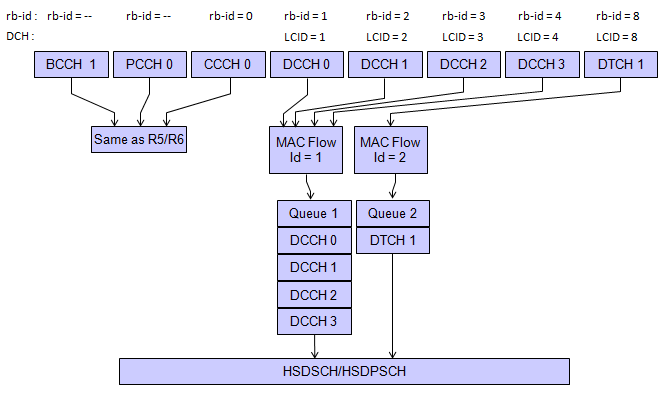 rb-id : rb-id = -- rb-id = -- rb-id = 0 rb-id = 1 rb-id = 2 rb-id = 3 rb-id = 4 rb-id = 8
DCH : LCID = 1 LCID = 2 LCID = 3 LCID = 4 LCID = 8
BCCH 1 PCCH 0 CCCH 0 DCCH 0 DCCH 1 DCCH 2 DCCH 3 DTCH 1
Same as R5/R6
MAC Flow
Id = 1
MAC Flow
Id = 2
Queue 1 Queue 2
DCCH 0 DTCH 1
DCCH 1
DCCH 2
DCCH 3
HSDSCH/HSDPSCH